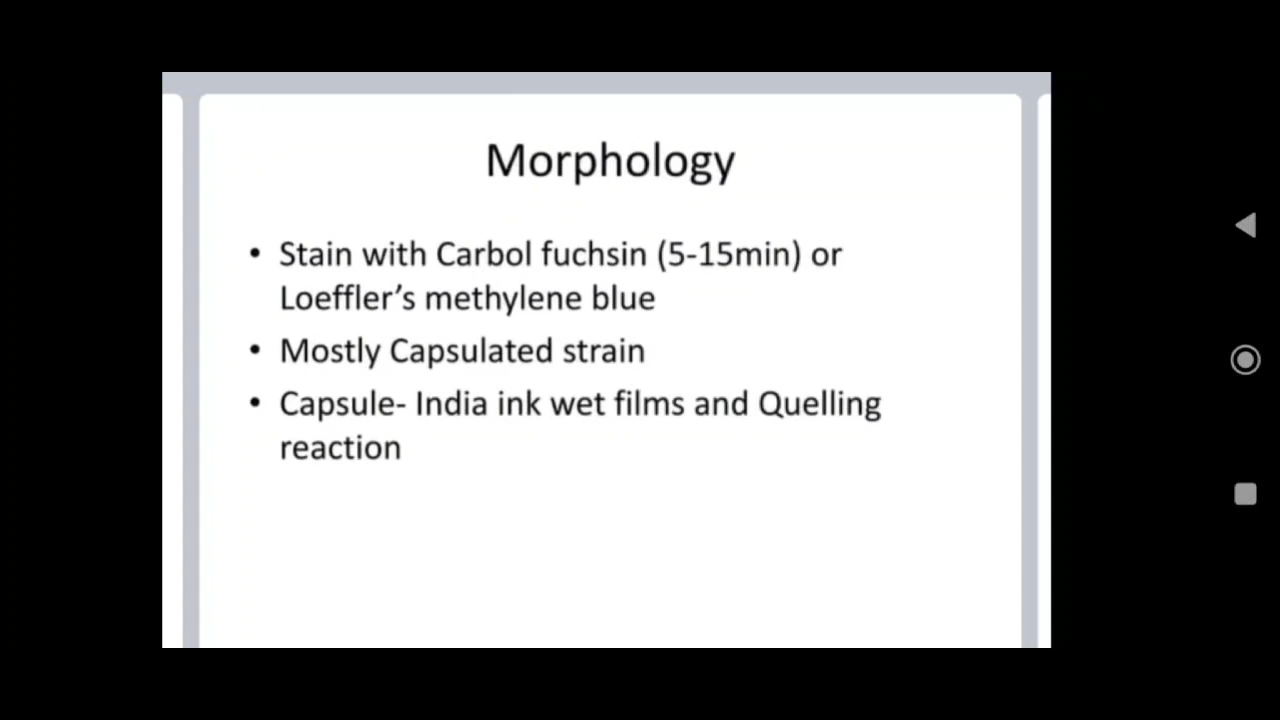 Morphology
• Stain with Carbol fuchsin (5-15min) or
Loeffler’s methylene blue
• Mostly Capsulated strain
• Capsule- India ink wet films and Quelling
reaction